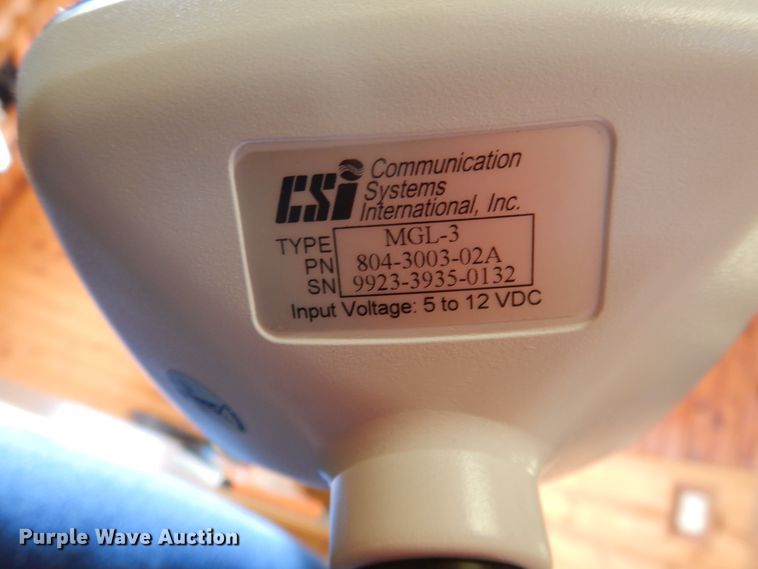 CSI Communication
Systems
International, Inc.
TYPE MGL-3
PN 804-3003-02A
SN 9923-3935-0132
Input Voltage: 5 to 12 VDC
Purple Wave Auction